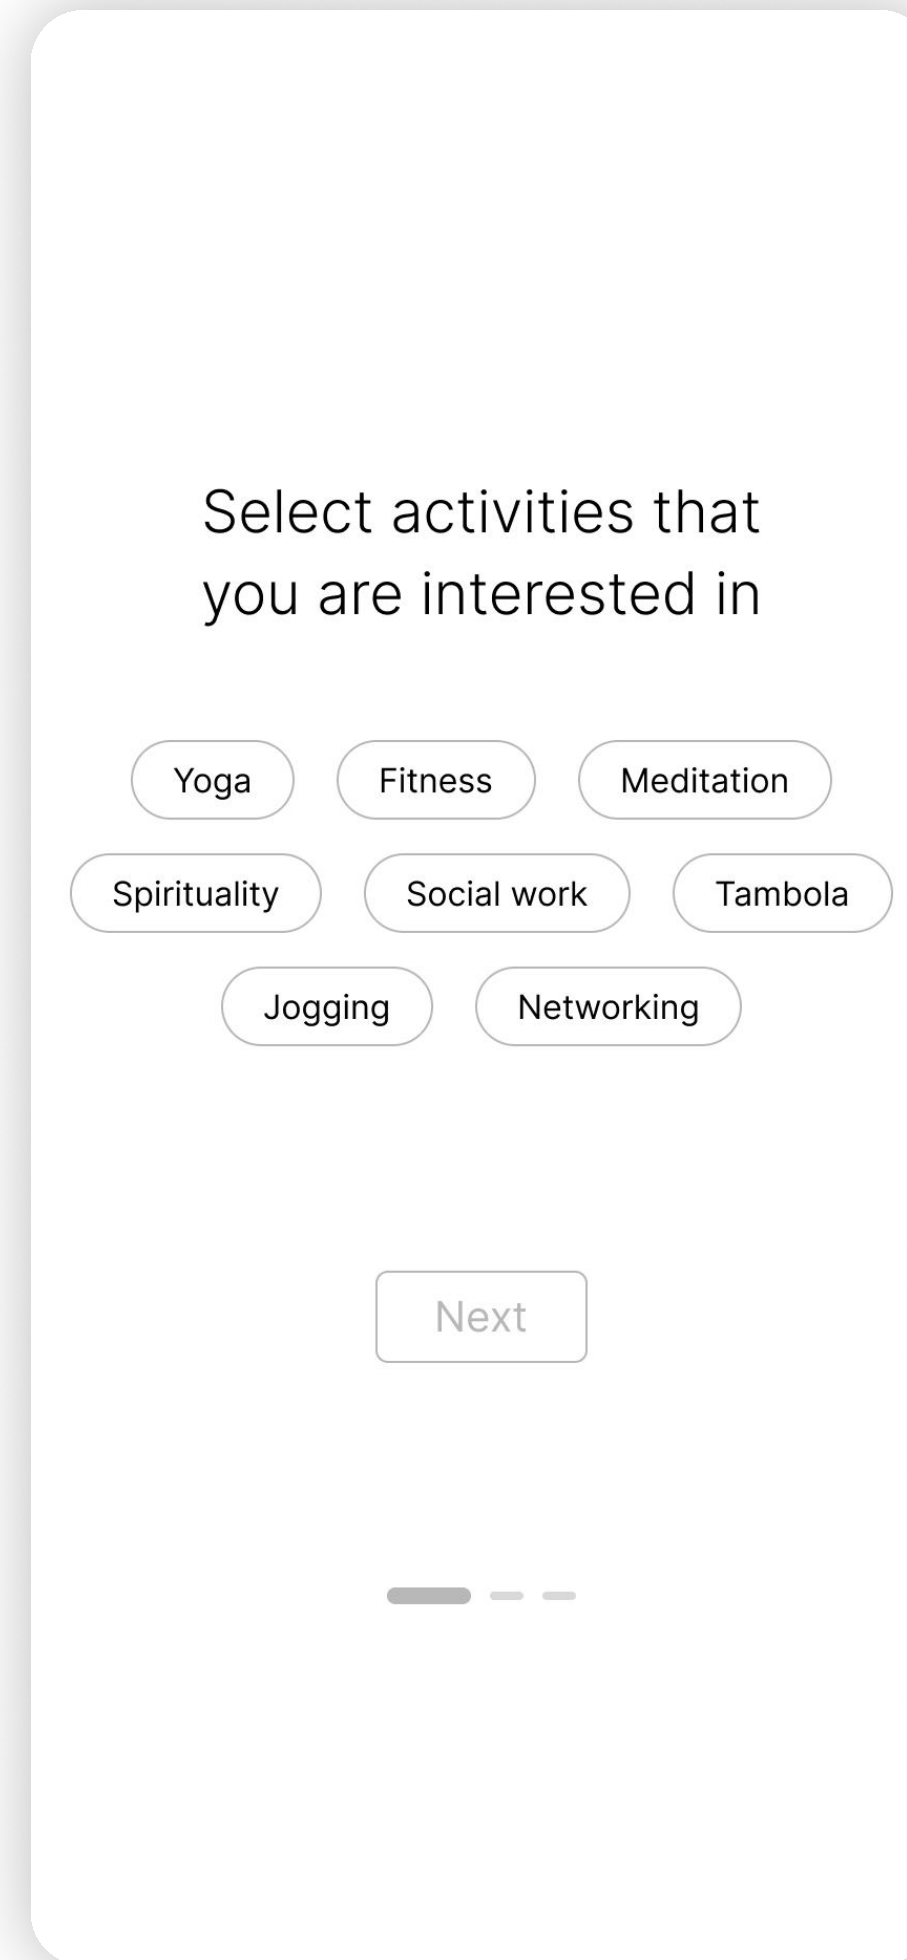 Select activities that
you are interested in
Yoga Fitness Meditation
Spirituality Social work Tambola
Jogging Networking
Next